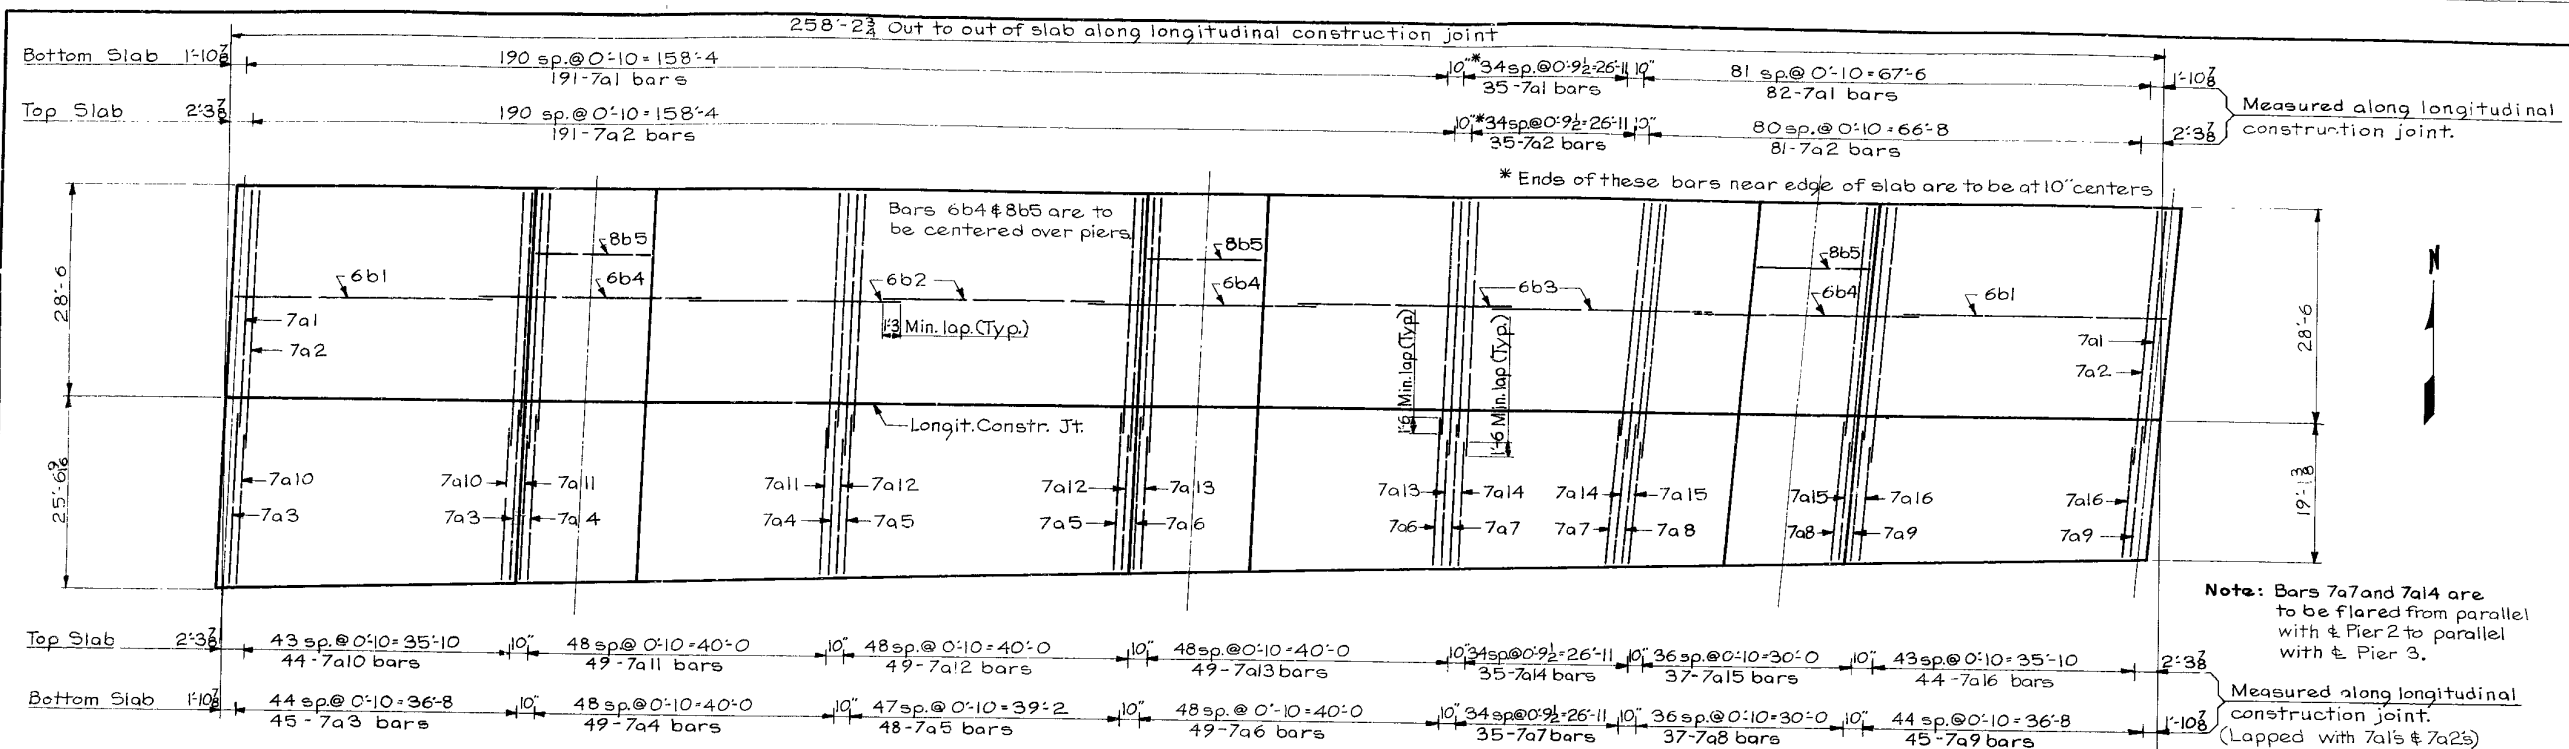 258'-2¾ Out to out of slab along longitudinal construction joint
Bottom Slab 1'-10⅞ 190 sp.@ 0'-10 = 158'-4 10" *34sp.@0'-9½=26'-11 10" 81 sp.@ 0'-10 = 67'-6 1'-10⅞
191-7a1 bars 35-7a1 bars 82-7a1 bars
Top Slab 2'-3⅞ 190 sp.@ 0'-10 = 158'-4 10" *34sp.@0'-9½=26'-11 10" 80 sp.@ 0'-10 = 66'-8 2'-3⅞
191-7a2 bars 35-7a2 bars 81-7a2 bars
Measured along longitudinal
construction joint.
* Ends of these bars near edge of slab are to be at 10" centers
Bars 6b4 & 8b5 are to
be centered over piers
8b5 8b5 8b5
6b1 6b4 6b2 6b4 6b3 6b4 6b1
28'-6 28'-6
N
7a1 1'-3 Min. lap.(Typ.) 7a1
7a2 7a2
1'-6 Min. lap (Typ.)
1'-6 Min. lap (Typ.)
Longit. Constr. Jt.
25'-6 9/16 19'-1⅜
7a10 7a10 7a11 7a11 7a12 7a12 7a13 7a13 7a14 7a14 7a15 7a15 7a16 7a16
7a3 7a3 7a4 7a4 7a5 7a5 7a6 7a6 7a7 7a7 7a8 7a8 7a9 7a9
Note: Bars 7a7 and 7a14 are
to be flared from parallel
with ℄ Pier 2 to parallel
with ℄ Pier 3.
Top Slab 2'-3⅞ 43 sp.@ 0'-10 = 35'-10 10" 48 sp.@ 0'-10 = 40'-0 10" 48 sp.@ 0'-10 = 40'-0 10" 48 sp.@0'-10 = 40'-0 10" 34sp.@0'-9½=26'-11 10" 36 sp.@0'-10=30'-0 10" 43sp.@ 0'-10 = 35'-10 2'-3⅞
44-7a10 bars 49-7a11 bars 49-7a12 bars 49-7a13 bars 35-7a14 bars 37-7a15 bars 44-7a16 bars
Bottom Slab 1'-10⅞ 44 sp.@ 0'-10 = 36'-8 10" 48 sp.@0'-10=40'-0 10" 47sp.@ 0'-10 = 39'-2 10" 48 sp.@ 0'-10 = 40'-0 10" 34sp@0'-9½=26'-11 10" 36 sp.@0'-10=30'-0 10" 44 sp.@0'-10 = 36'-8 1'-10⅞
45-7a3 bars 49-7a4 bars 48-7a5 bars 49-7a6 bars 35-7a7 bars 37-7a8 bars 45-7a9 bars
Measured along longitudinal
construction joint.
(Lapped with 7a1's & 7a2's)